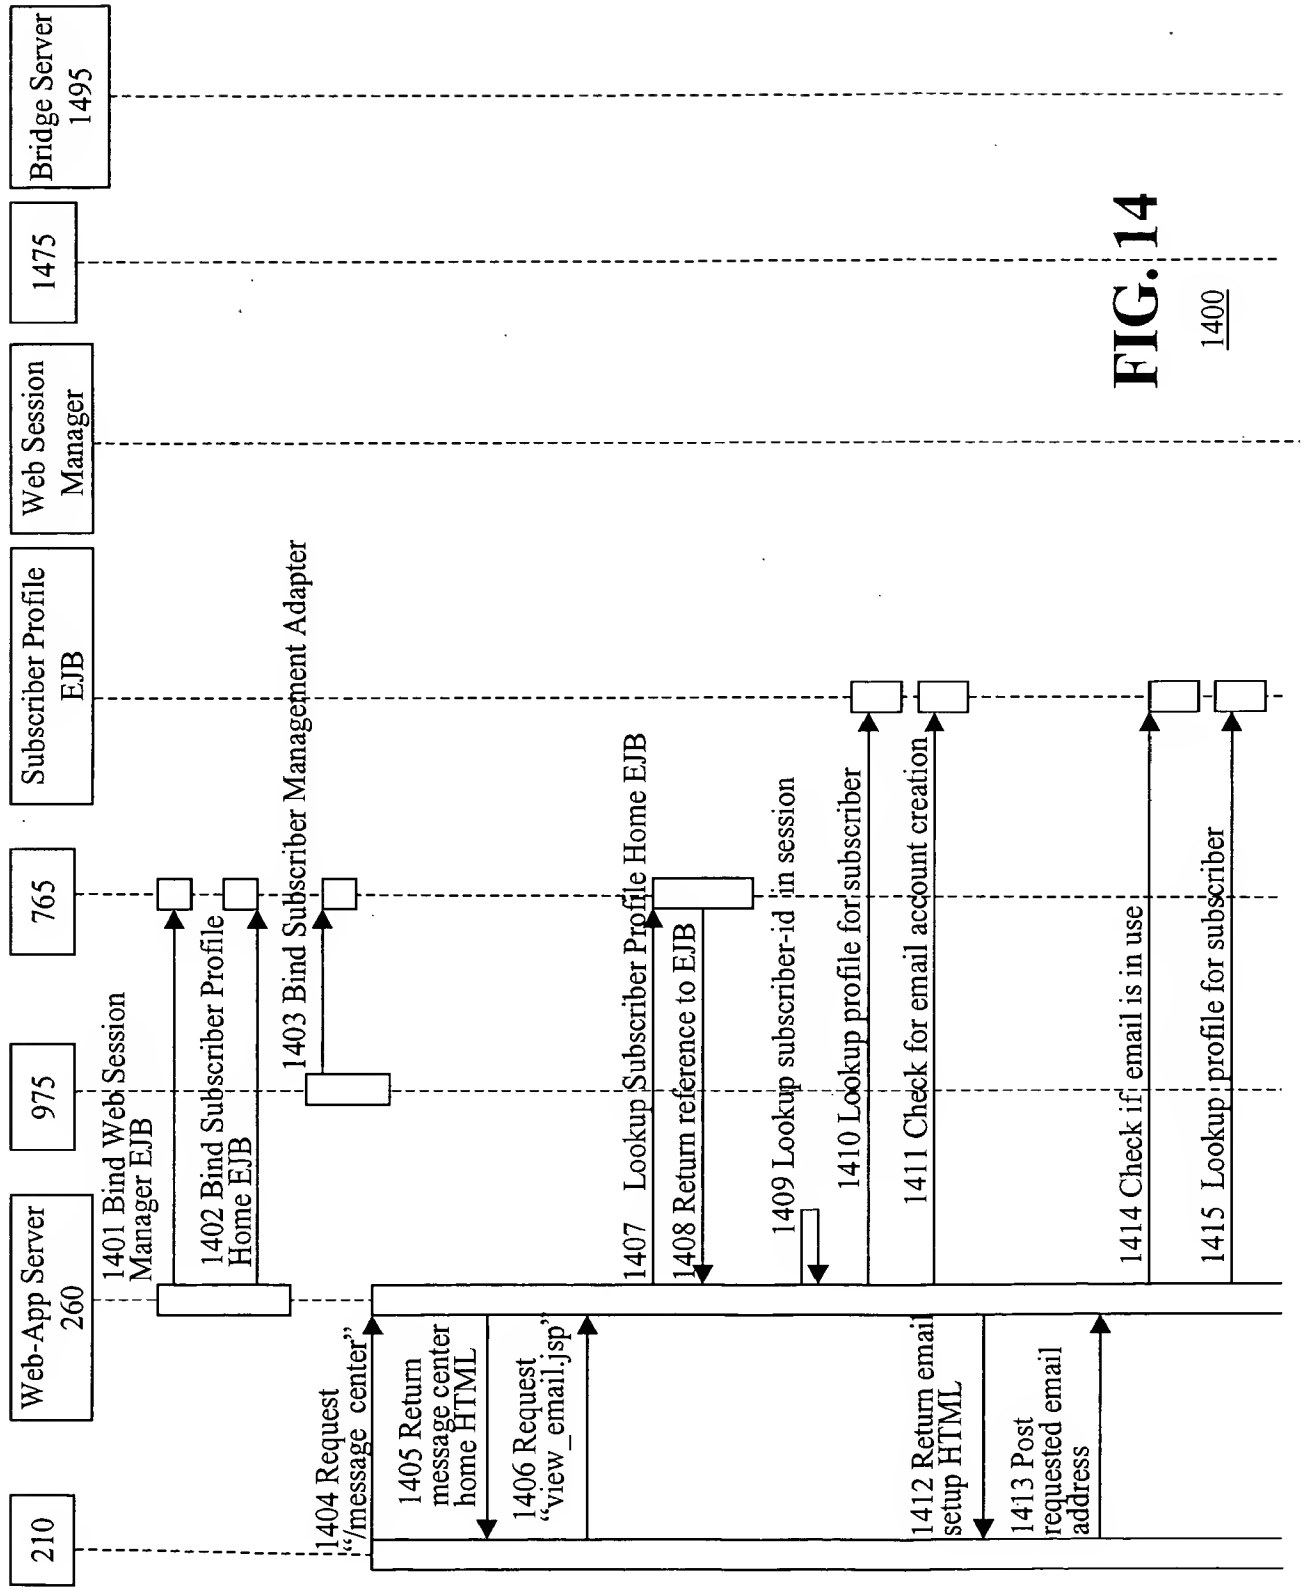 210
Web-App Server
260
975
765
Subscriber Profile
EJB
Web Session
Manager
1475
Bridge Server
1495
1401 Bind Web Session
Manager EJB
1402 Bind Subscriber Profile
Home EJB
1403 Bind Subscriber Management Adapter
1404 Request
“/message_center”
1405 Return
message center
home HTML
1406 Request
“view_email.jsp”
1407 Lookup Subscriber Profile Home EJB
1408 Return reference to EJB
1409 Lookup subscriber-id in session
1410 Lookup profile for subscriber
1411 Check for email account creation
1412 Return email
setup HTML
1413 Post
requested email
address
1414 Check if email is in use
1415 Lookup profile for subscriber
FIG. 14
1400